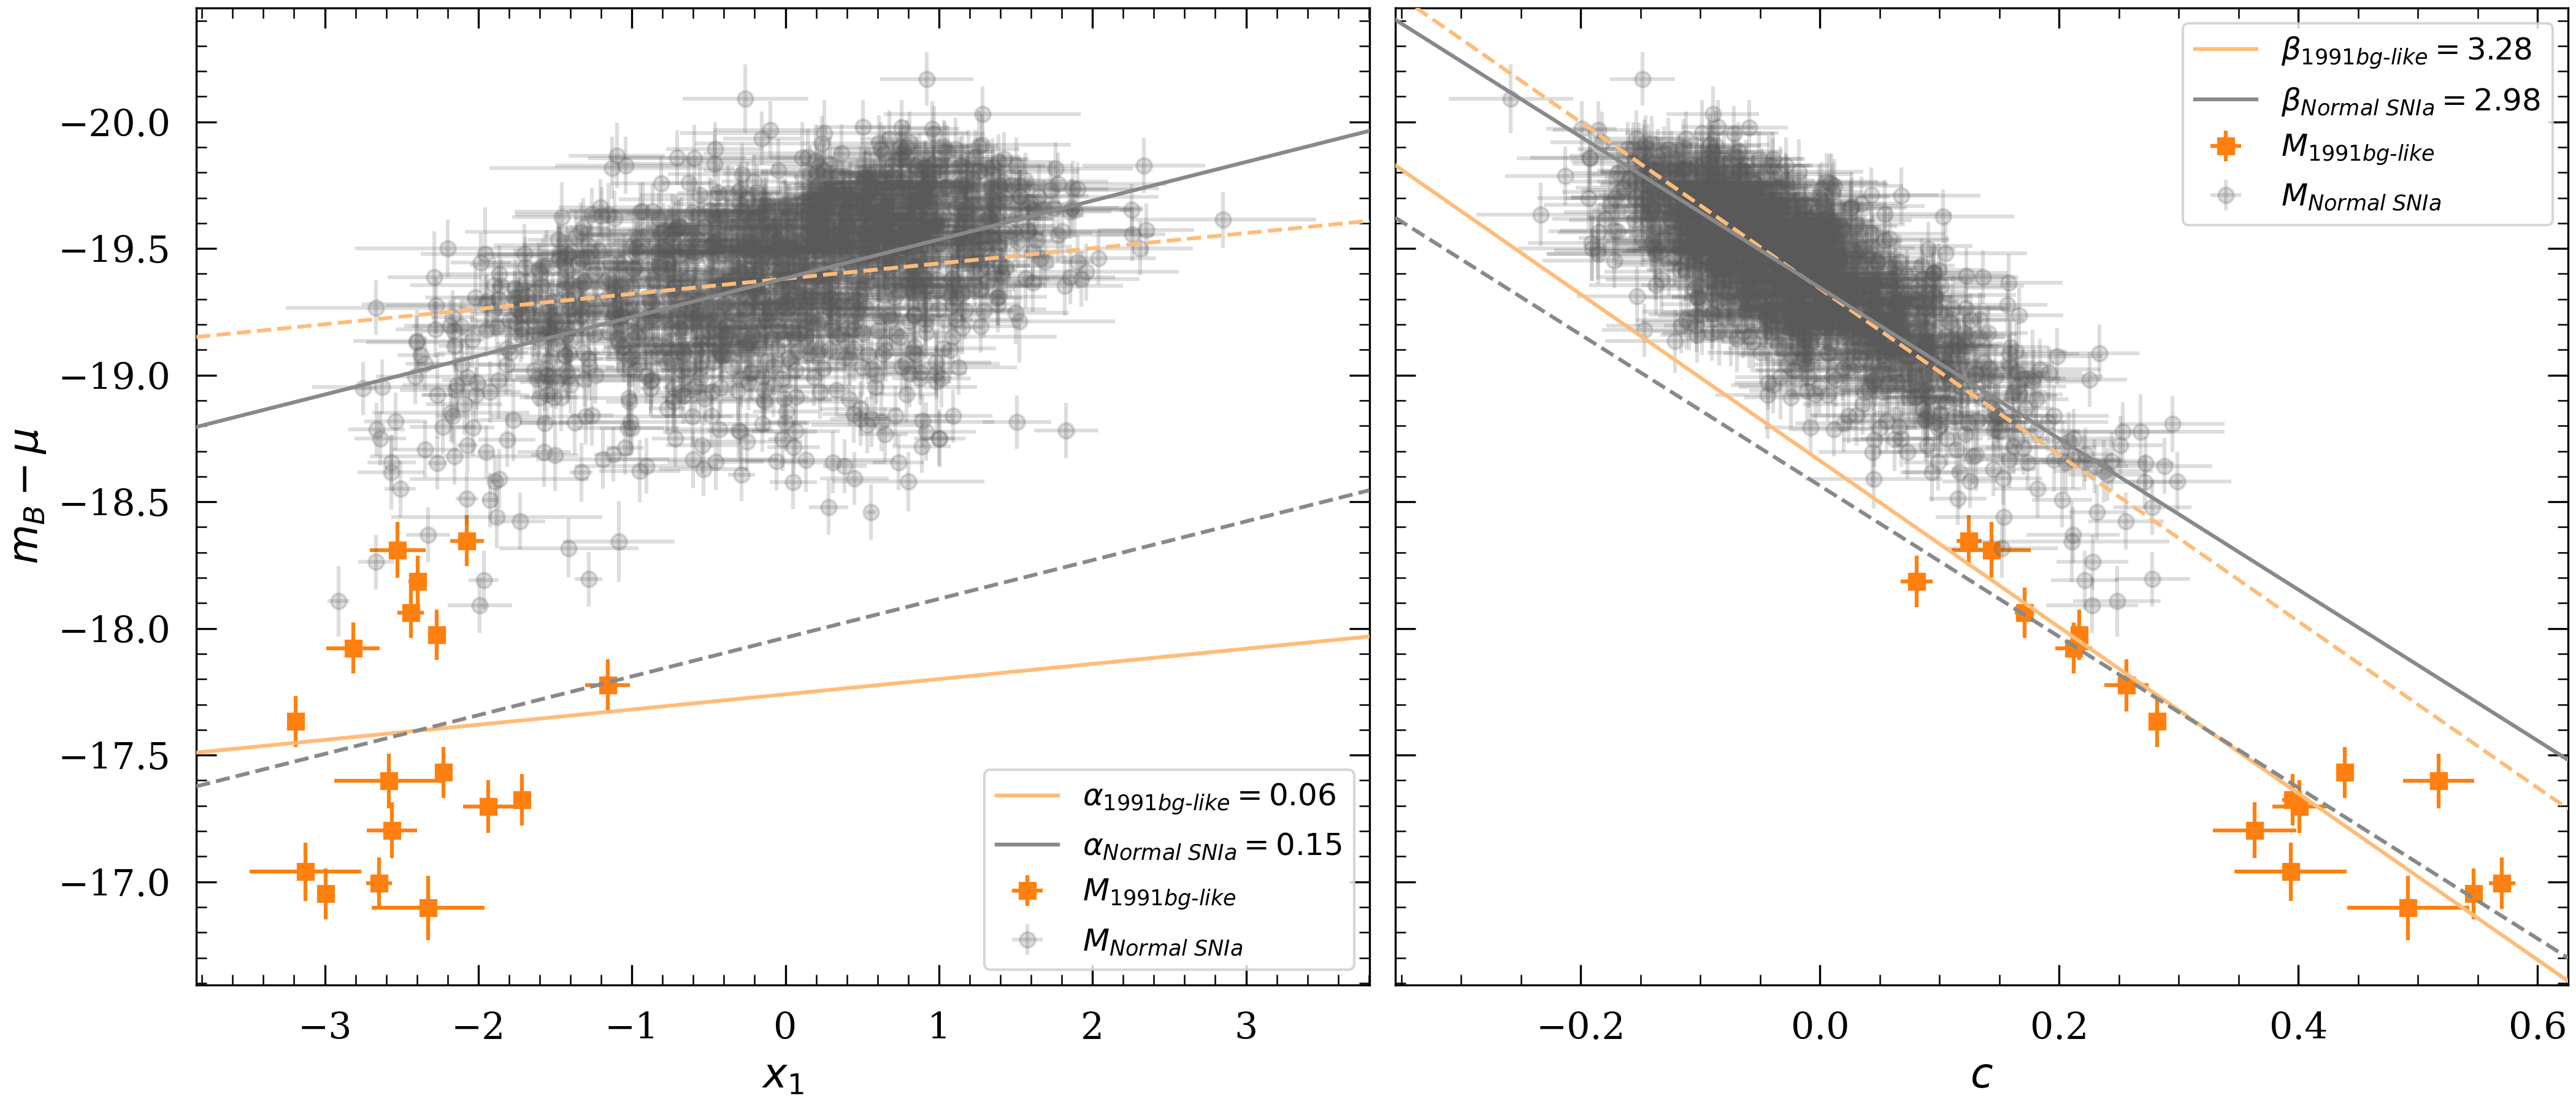 m_B − μ
−20.0
−19.5
−19.0
−18.5
−18.0
−17.5
−17.0
α_1991bg-like = 0.06
α_Normal SNIa = 0.15
M_1991bg-like
M_Normal SNIa
−3 −2 −1 0 1 2 3
x_1
β_1991bg-like = 3.28
β_Normal SNIa = 2.98
M_1991bg-like
M_Normal SNIa
−0.2 0.0 0.2 0.4 0.6
c